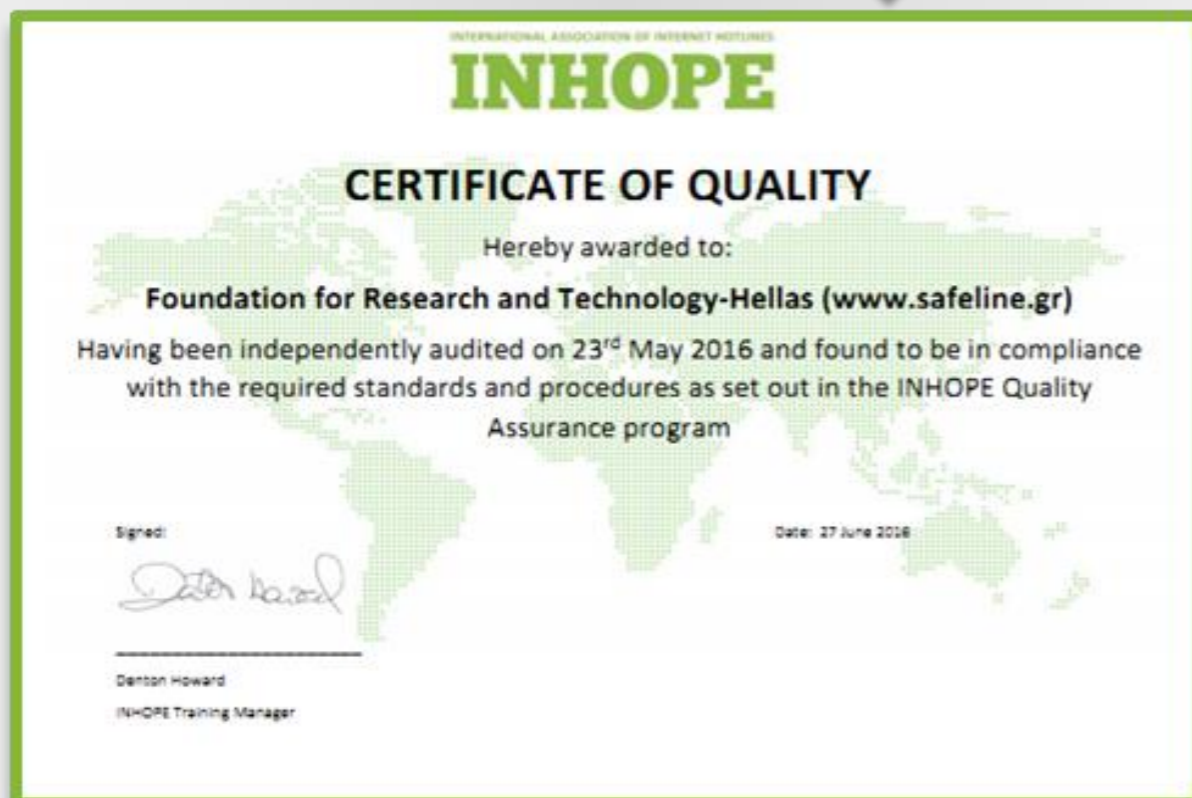 INTERNATIONAL ASSOCIATION OF INTERNET HOTLINES
INHOPE
CERTIFICATE OF QUALITY
Hereby awarded to:
Foundation for Research and Technology-Hellas (www.safeline.gr)
Having been independently audited on 23rd May 2016 and found to be in compliance
with the required standards and procedures as set out in the INHOPE Quality
Assurance program
Signed:
Date: 27 June 2016
Denton Howard
INHOPE Training Manager